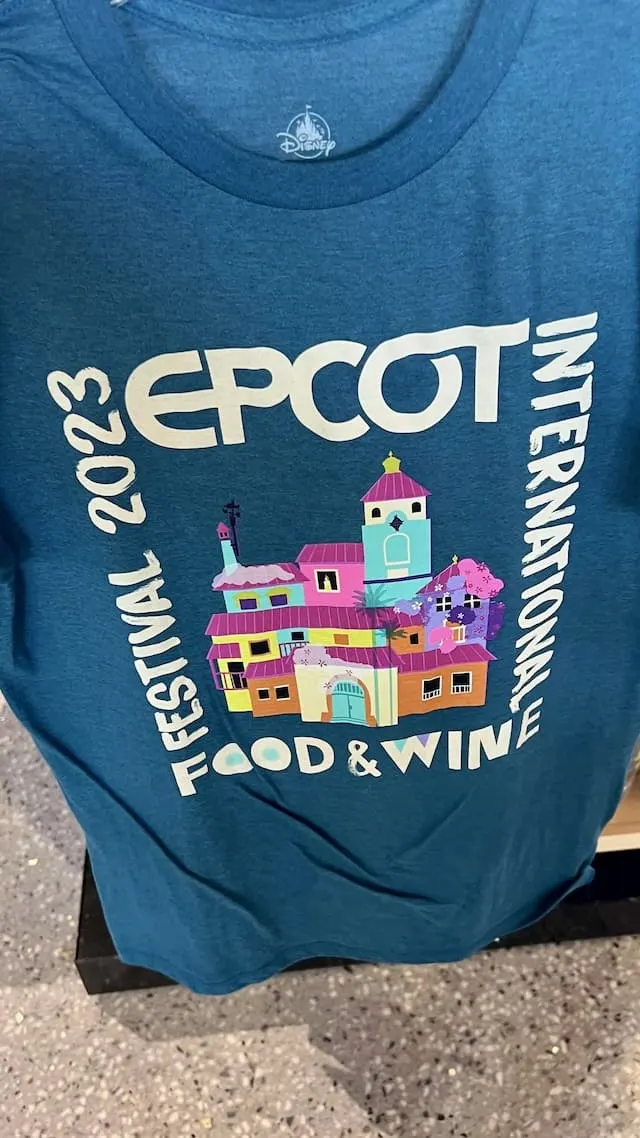 Disney
EPCOT
INTERNATIONAL
FOOD & WINE
FESTIVAL 2023